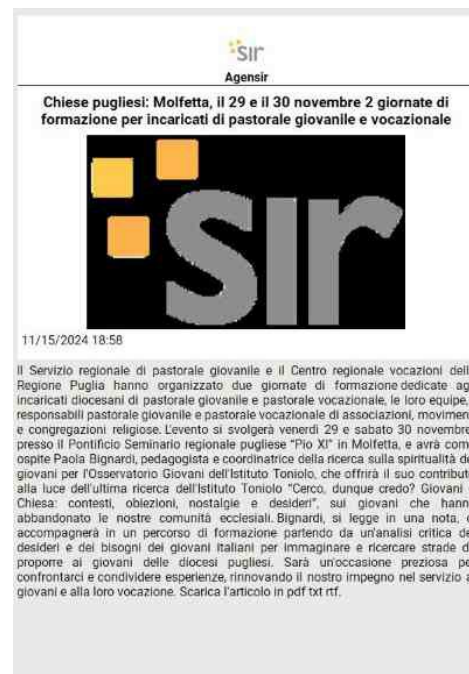 SIr
Agensir
Chiese pugliesi: Molfetta, il 29 e il 30 novembre 2 giornate di
formazione per incaricati di pastorale giovanile e vocazionale
SIr
11/15/2024 18:58
Il Servizio regionale di pastorale giovanile e il Centro regionale vocazioni dell
Regione Puglia hanno organizzato due giornate di formazione dedicate ag
incaricati diocesani di pastorale giovanile e pastorale vocazionale, le loro equipe,
responsabili pastorale giovanile e pastorale vocazionale di associazioni, movimen
e congregazioni religiose. L'evento si svolgerà venerdì 29 e sabato 30 novembre
presso il Pontificio Seminario regionale pugliese "Pio XI" in Molfetta, e avrà com
ospite Paola Bignardi, pedagogista e coordinatrice della ricerca sulla spiritualità de
giovani per l'Osservatorio Giovani dell'Istituto Toniolo, che offrirà il suo contribut
alla luce dell'ultima ricerca dell'Istituto Toniolo "Cerco, dunque credo? Giovani
Chiesa: contesti, obiezioni, nostalgie e desideri", sui giovani che hann
abbandonato le nostre comunità ecclesiali. Bignardi, si legge in una nota,
accompagnerà in un percorso di formazione partendo da un'analisi critica de
desideri e dei bisogni dei giovani italiani per immaginare e ricercare strade d
proporre ai giovani delle diocesi pugliesi. Sarà un'occasione preziosa pe
confrontarci e condividere esperienze, rinnovando il nostro impegno nel servizio a
giovani e alla loro vocazione. Scarica l'articolo in pdf txt rtf.